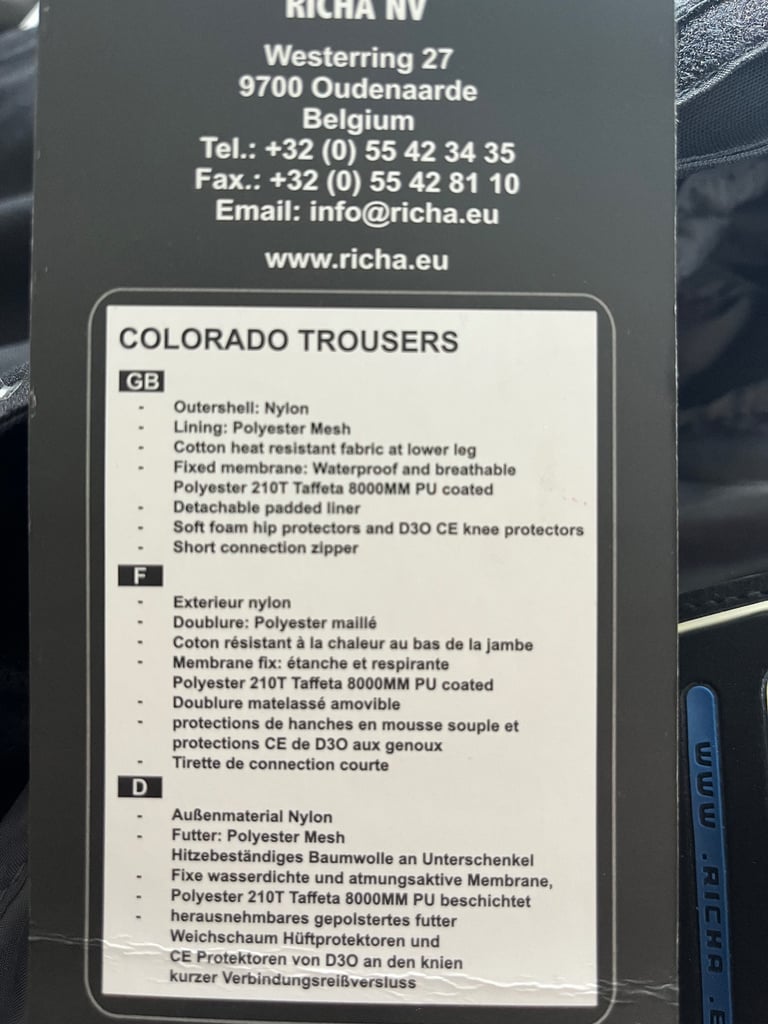 RICHA NV
Westerring 27
9700 Oudenaarde
Belgium
Tel.: +32 (0) 55 42 34 35
Fax.: +32 (0) 55 42 81 10
Email: info@richa.eu
www.richa.eu
COLORADO TROUSERS
GB
- Outershell: Nylon
- Lining: Polyester Mesh
- Cotton heat resistant fabric at lower leg
- Fixed membrane: Waterproof and breathable
Polyester 210T Taffeta 8000MM PU coated
- Detachable padded liner
- Soft foam hip protectors and D3O CE knee protectors
- Short connection zipper
F
- Exterieur nylon
- Doublure: Polyester maillé
- Coton résistant à la chaleur au bas de la jambe
- Membrane fix: étanche et respirante
Polyester 210T Taffeta 8000MM PU coated
- Doublure matelassé amovible
- protections de hanches en mousse souple et
protections CE de D3O aux genoux
- Tirette de connection courte
D
- Außenmaterial Nylon
- Futter: Polyester Mesh
Hitzebeständiges Baumwolle an Unterschenkel
- Fixe wasserdichte und atmungsaktive Membrane,
- Polyester 210T Taffeta 8000MM PU beschichtet
- herausnehmbares gepolstertes futter
Weichschaum Hüftprotektoren und
CE Protektoren von D3O an den knien
kurzer Verbindungsreißversluss
WWW.RICHA.E